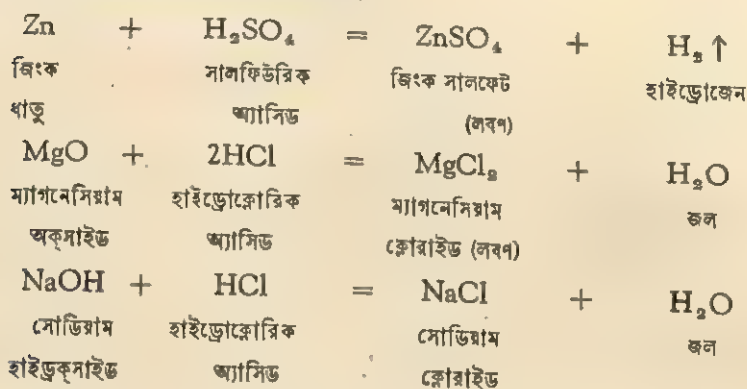 Zn + H₂SO₄ = ZnSO₄ + H₂ ↑
জিংক সালফিউরিক জিংক সালফেট হাইড্রোজেন
ধাতু অ্যাসিড (লবণ)
MgO + 2HCl = MgCl₂ + H₂O
ম্যাগনেসিয়াম হাইড্রোক্লোরিক ম্যাগনেসিয়াম জল
অক্সাইড অ্যাসিড ক্লোরাইড (লবণ)
NaOH + HCl = NaCl + H₂O
সোডিয়াম হাইড্রোক্লোরিক সোডিয়াম জল
হাইড্রক্সাইড অ্যাসিড ক্লোরাইড